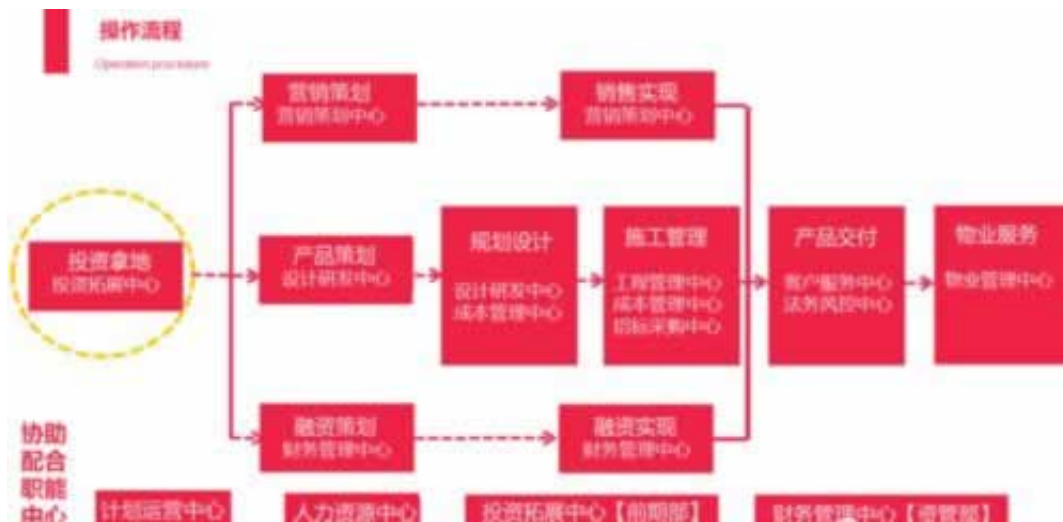 操作流程
Operation procedure
营销策划
营销策划中心
销售实现
营销策划中心
投资拿地
投资拓展中心
产品策划
设计研发中心
规划设计
设计研发中心
成本管理中心
施工管理
工程管理中心
成本管理中心
招标采购中心
产品交付
客户服务中心
法务风控中心
物业服务
物业管理中心
融资策划
财务管理中心
融资实现
财务管理中心
协助
配合
职能
中心
计划运营中心
人力资源中心
投资拓展中心【前期部】
财务管理中心【资管部】